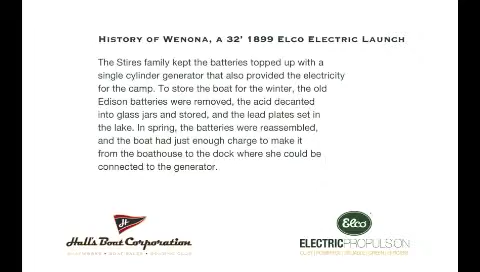 History of Wenona, a 32' 1899 Elco Electric Launch
The Stires family kept the batteries topped up with a
single cylinder generator that also provided the electricity
for the camp. To store the boat for the winter, the old
Edison batteries were removed, the acid decanted
into glass jars and stored, and the lead plates set in
the lake. In spring, the batteries were reassembled,
and the boat had just enough charge to make it
from the boathouse to the dock where she could be
connected to the generator.
Hall's Boat Corporation
Elco
ELECTRIC PROPULSION